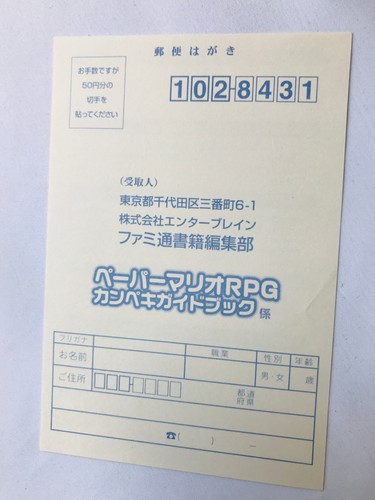 郵便はがき
お手数ですが
50円分の
切手を
貼ってください
102-8431
(受取人)
東京都千代田区三番町6-1
株式会社エンターブレイン
ファミ通書籍編集部
ペーパーマリオRPG
カンペキガイドブック係
フリガナ
お名前
職業
性別
年齢
男・女
歳
ご住所
都道
府県
☎( ) －